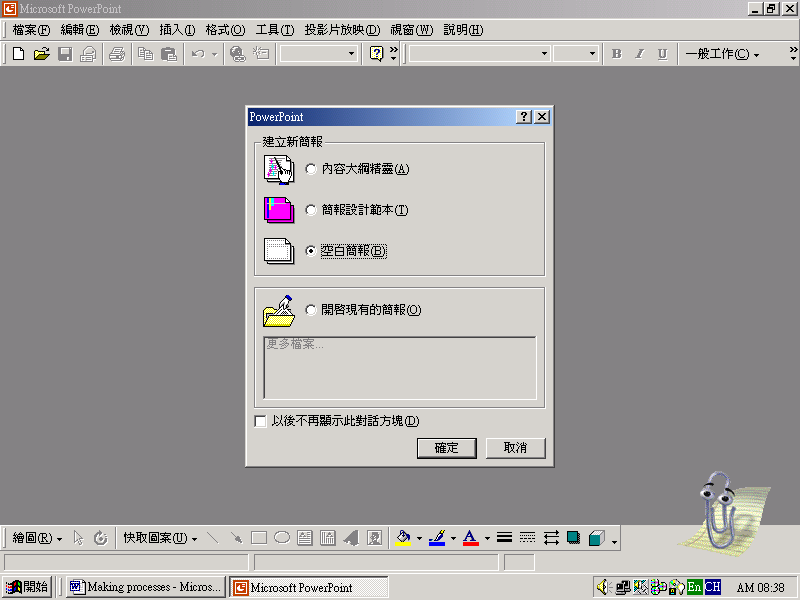 Microsoft PowerPoint
檔案(F) 編輯(E) 檢視(V) 插入(I) 格式(O) 工具(T) 投影片放映(D) 視窗(W) 說明(H)
B I U 一般工作(C)
PowerPoint
建立新簡報
內容大綱精靈(A)
簡報設計範本(T)
空白簡報(B)
開啓現有的簡報(O)
更多檔案...
以後不再顯示此對話方塊(D)
確定 取消
繪圖(R) 快取圖案(U) A
開始 Making processes - Micros... Microsoft PowerPoint En CH AM 08:38